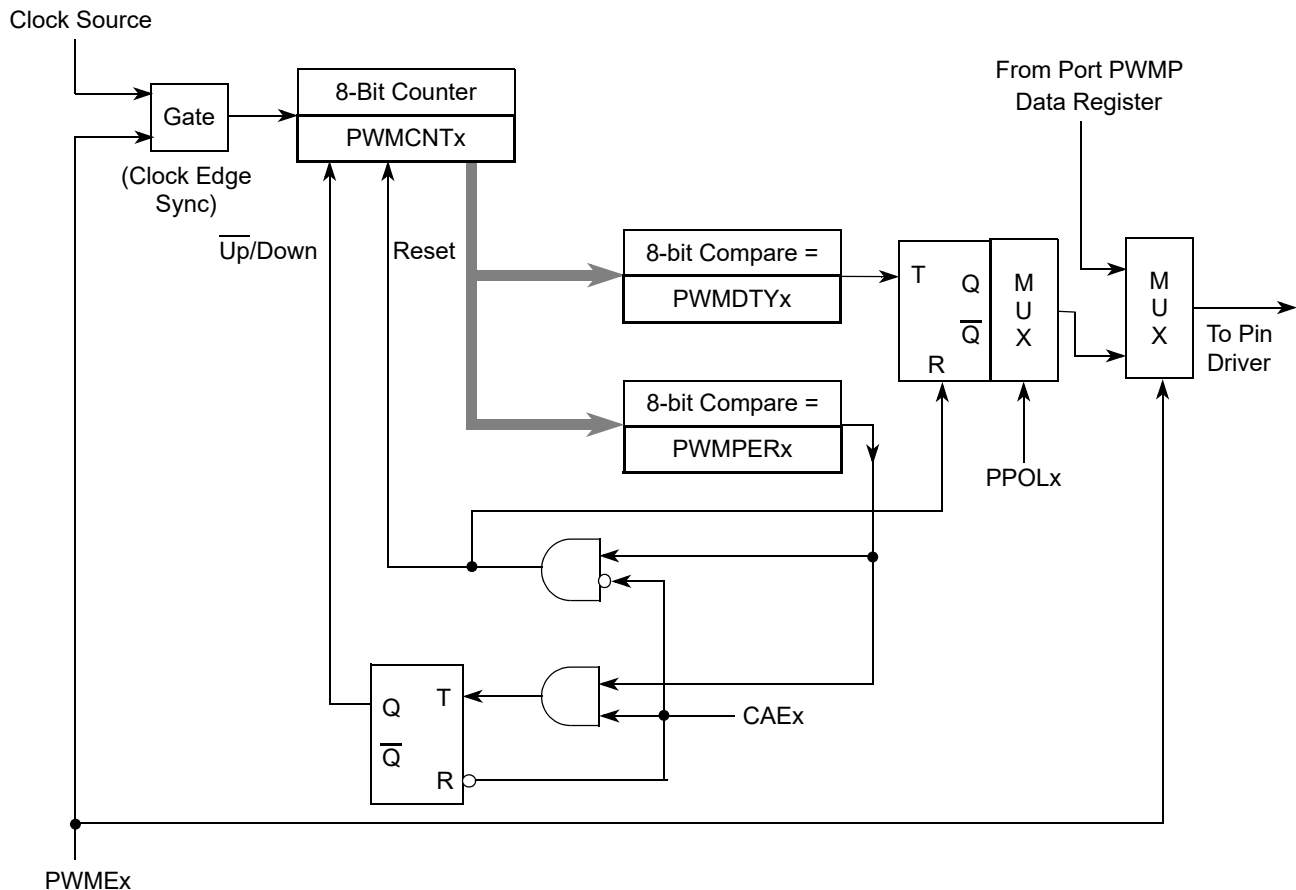 Clock Source
From Port PWMP
Data Register
8-Bit Counter
PWMCNTx
Gate
(Clock Edge
Sync)
U̅p̅/Down
Reset
8-bit Compare =
PWMDTYx
T
Q
Q̅
R
M
U
X
M
U
X
To Pin
Driver
8-bit Compare =
PWMPERx
PPOLx
Q
T
Q̅
R
CAEx
PWMEx